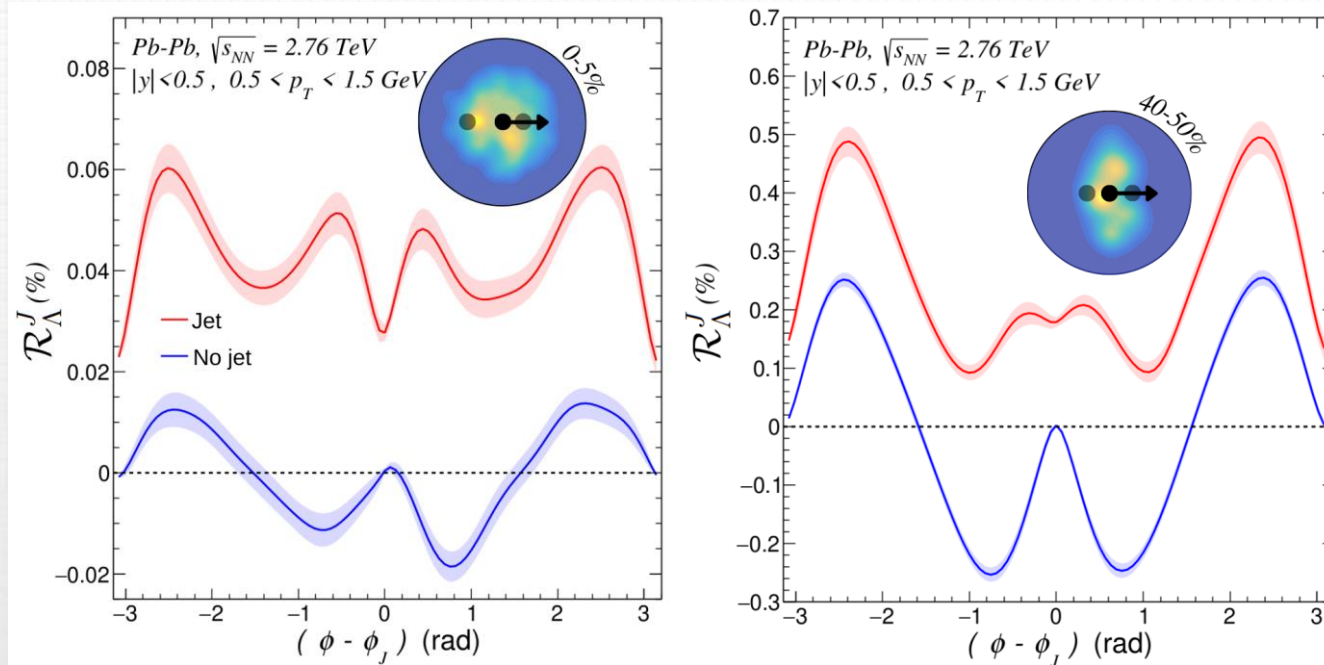 Pb-Pb, √s_NN = 2.76 TeV
|y|<0.5 , 0.5 < p_T < 1.5 GeV
0-5%
0.08
0.06
0.04
0.02
0
−0.02
R_Λ^J (%)
Jet
No jet
−3 −2 −1 0 1 2 3
( ϕ - ϕ_J ) (rad)
Pb-Pb, √s_NN = 2.76 TeV
|y|<0.5 , 0.5 < p_T < 1.5 GeV
40-50%
0.7
0.6
0.5
0.4
0.3
0.2
0.1
0
−0.1
−0.2
−0.3
R_Λ^J (%)
−3 −2 −1 0 1 2 3
( ϕ - ϕ_J ) (rad)